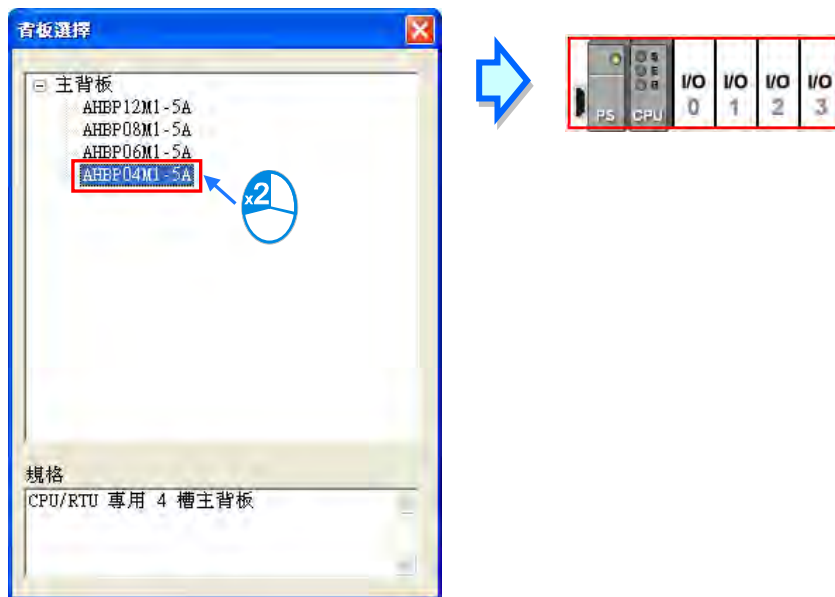 背板選擇
主背板
AHBP12M1-5A
AHBP08M1-5A
AHBP06M1-5A
AHBP04M1-5A
x2
規格
CPU/RTU 專用 4 槽主背板
PS CPU
S
E
B
I/O I/O I/O I/O
0 1 2 3